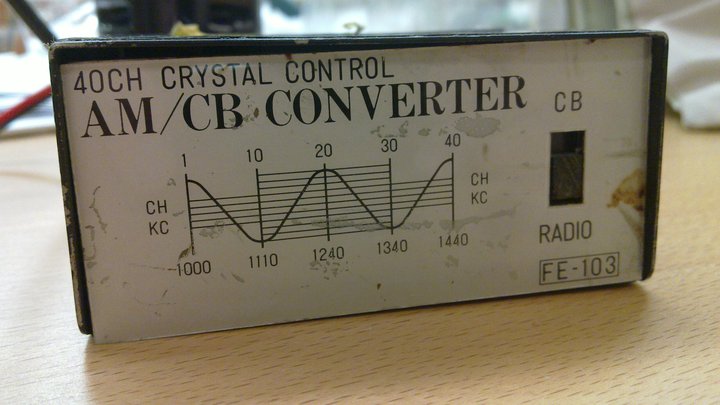 40CH CRYSTAL CONTROL
AM/CB CONVERTER
CB
1 10 20 30 40
CH CH
KC KC
1000 1110 1240 1340 1440
RADIO
FE-103